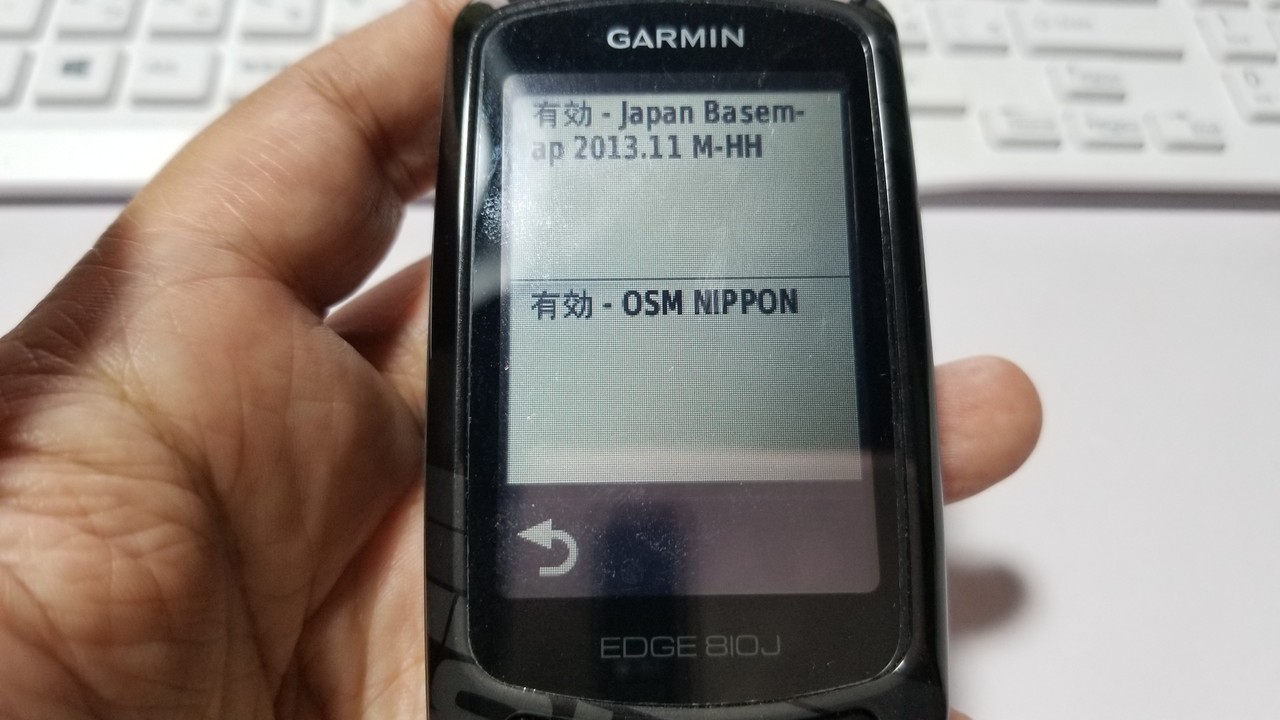 GARMIN
有効 - Japan Basem-
ap 2013.11 M-HH
有効 - OSM NIPPON
EDGE 810J